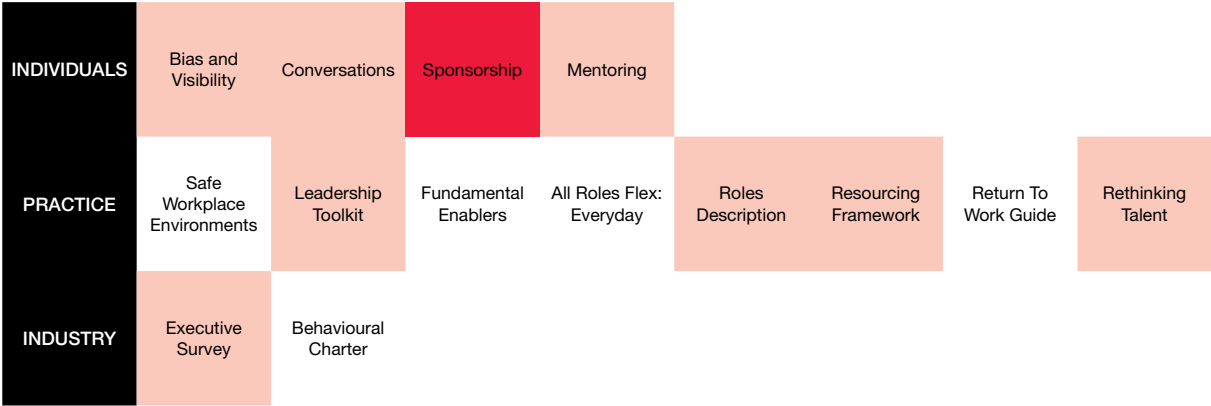 INDIVIDUALS
Bias and
Visibility
Conversations
Sponsorship
Mentoring
PRACTICE
Safe
Workplace
Environments
Leadership
Toolkit
Fundamental
Enablers
All Roles Flex:
Everyday
Roles
Description
Resourcing
Framework
Return To
Work Guide
Rethinking
Talent
INDUSTRY
Executive
Survey
Behavioural
Charter